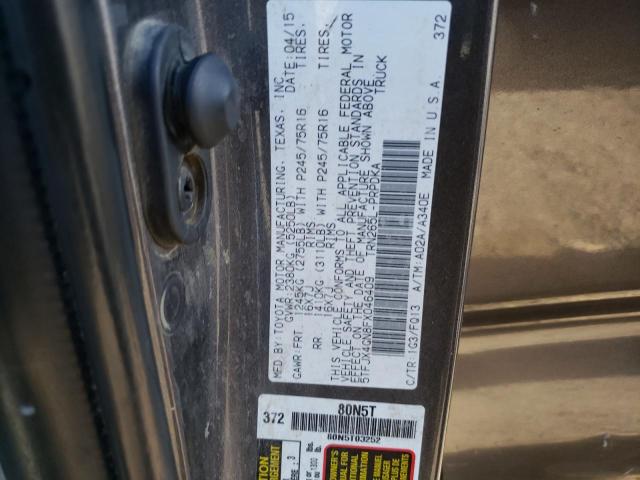 MFD BY: TOYOTA MOTOR MANUFACTURING, TEXAS, INC.
GVWR: 2380KG (5250LB) DATE: 04/15
GAWR: FRT. 1245KG (2755LB) WITH P245/75R16 TIRES,
16X7J RIMS
RR 1410KG (3110LB) WITH P245/75R16 TIRES,
16X7J RIMS
THIS VEHICLE CONFORMS TO ALL APPLICABLE FEDERAL MOTOR
VEHICLE SAFETY AND THEFT PREVENTION STANDARDS IN
EFFECT ON THE DATE OF MANUFACTURE SHOWN ABOVE.
5TFJX4GN8FX046409 TRN265L-PRPDKA TRUCK
C/TR: 1G3/FQ13 A/TM: A02A/A340E MADE IN U.S.A. 372
372 80N5T
80N5T03252